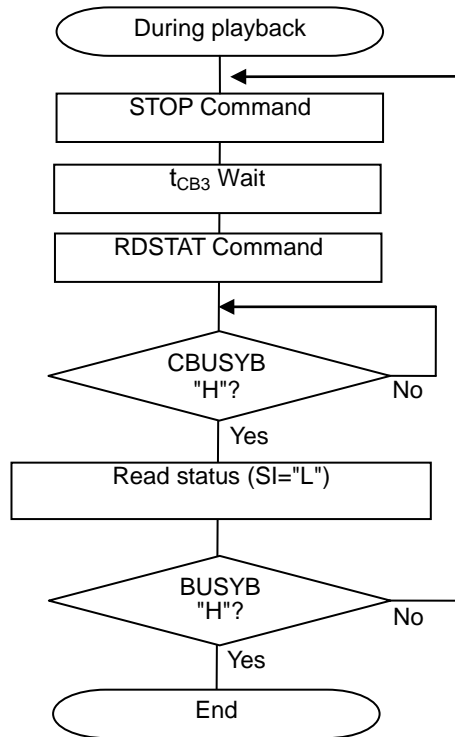 During playback
STOP Command
tCB3 Wait
RDSTAT Command
CBUSYB
"H"?
No
Yes
Read status (SI="L")
BUSYB
"H"?
No
Yes
End